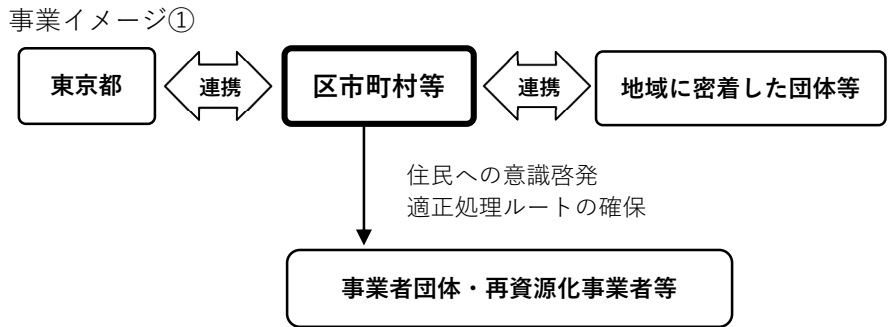 事業イメージ①
東京都
連携
区市町村等
連携
地域に密着した団体等
住民への意識啓発
適正処理ルートの確保
事業者団体・再資源化事業者等